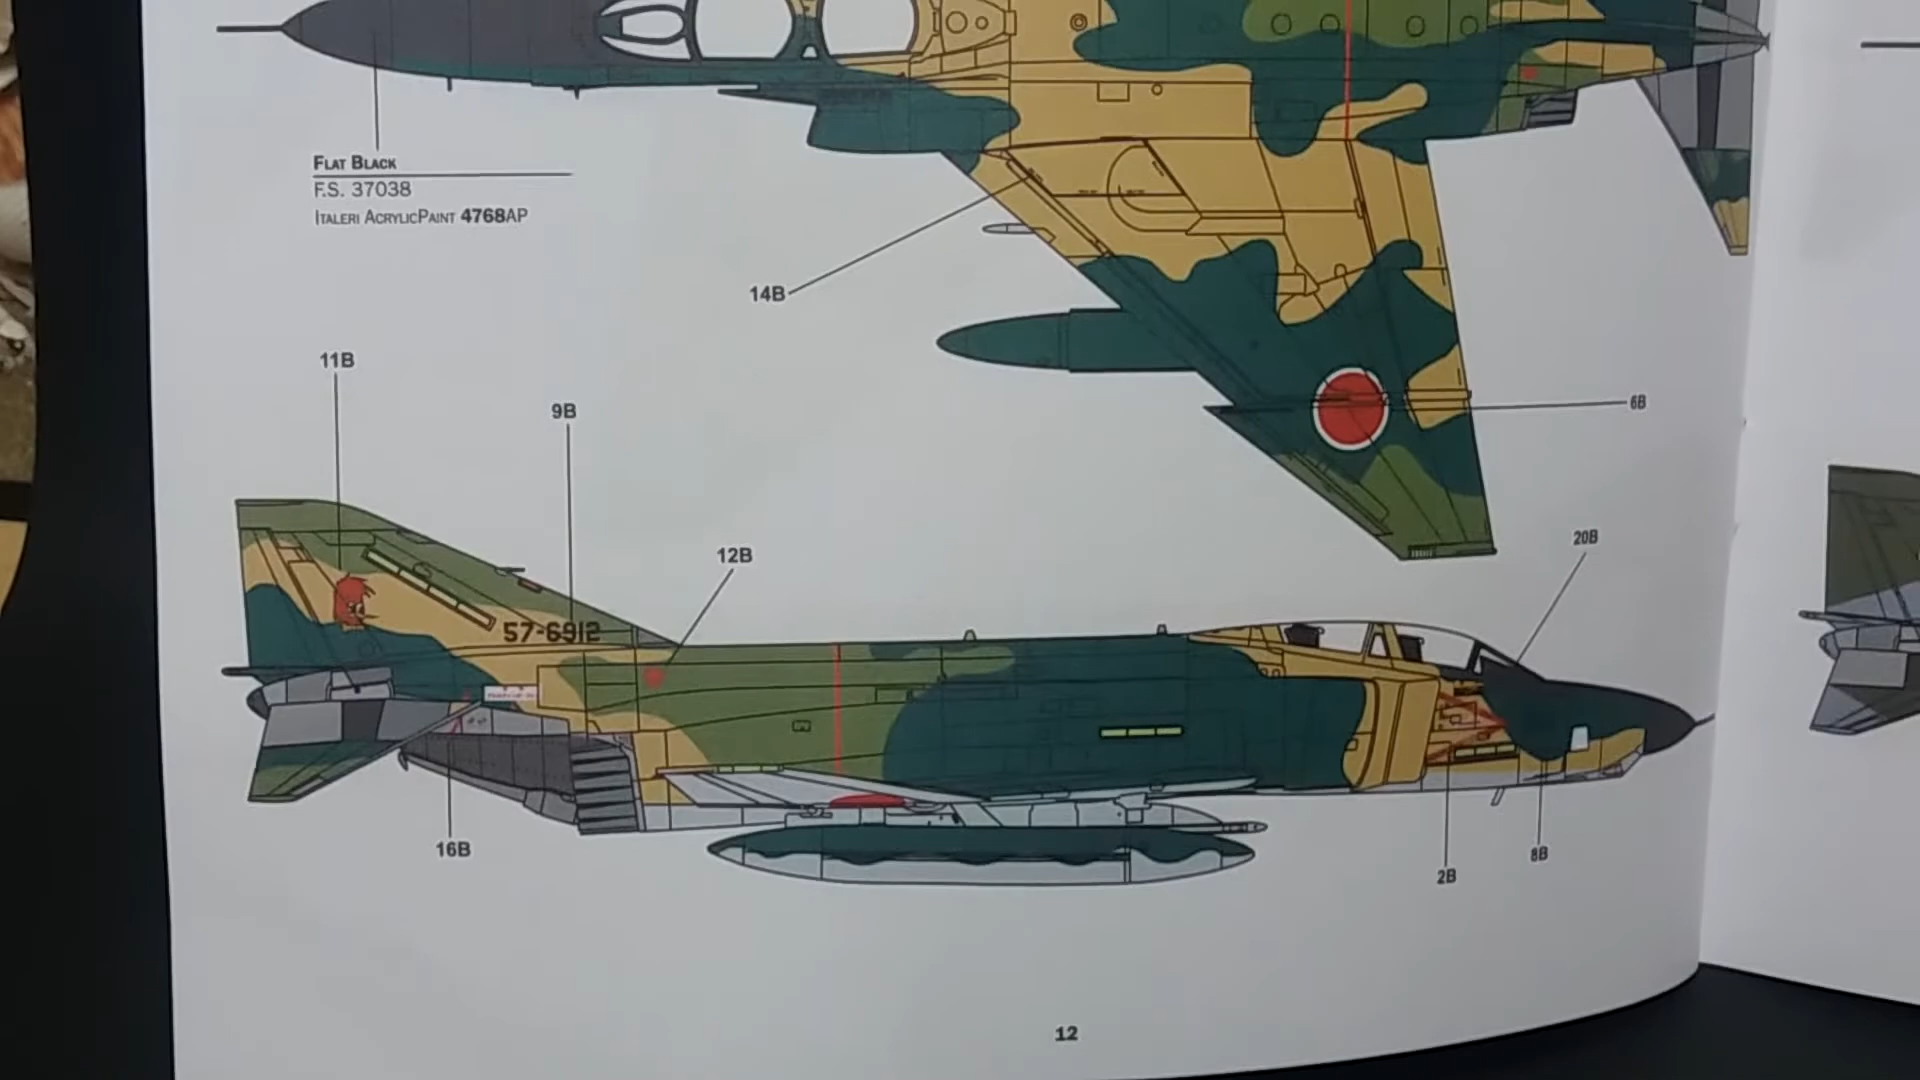 FLAT BLACK
F.S. 37038
ITALERI ACRYLICPAINT 4768AP
14B
11B
9B
6B
20B
12B
57-6912
16B
8B
2B
12